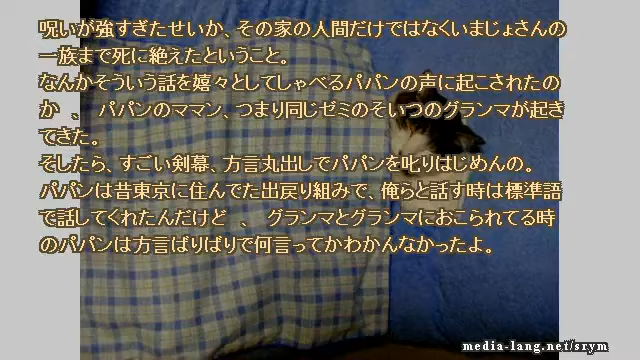 呪いが強すぎたせいか、その家の人間だけではなくいまじょさんの
一族まで死に絶えたということ。
なんかそういう話を嬉々としてしゃべるパパンの声に起こされたの
か 、 パパンのママン、つまり同じゼミのそいつのグランマが起き
てきた。
そしたら、すごい剣幕、方言丸出しでパパンを叱りはじめんの。
パパンは昔東京に住んでた出戻り組みで、俺らと話す時は標準語
で話してくれたんだけど 、 グランマとグランマにおこられてる時
のパパンは方言ばりばりで何言ってかわかんなかったよ。
media-lang.net/srym